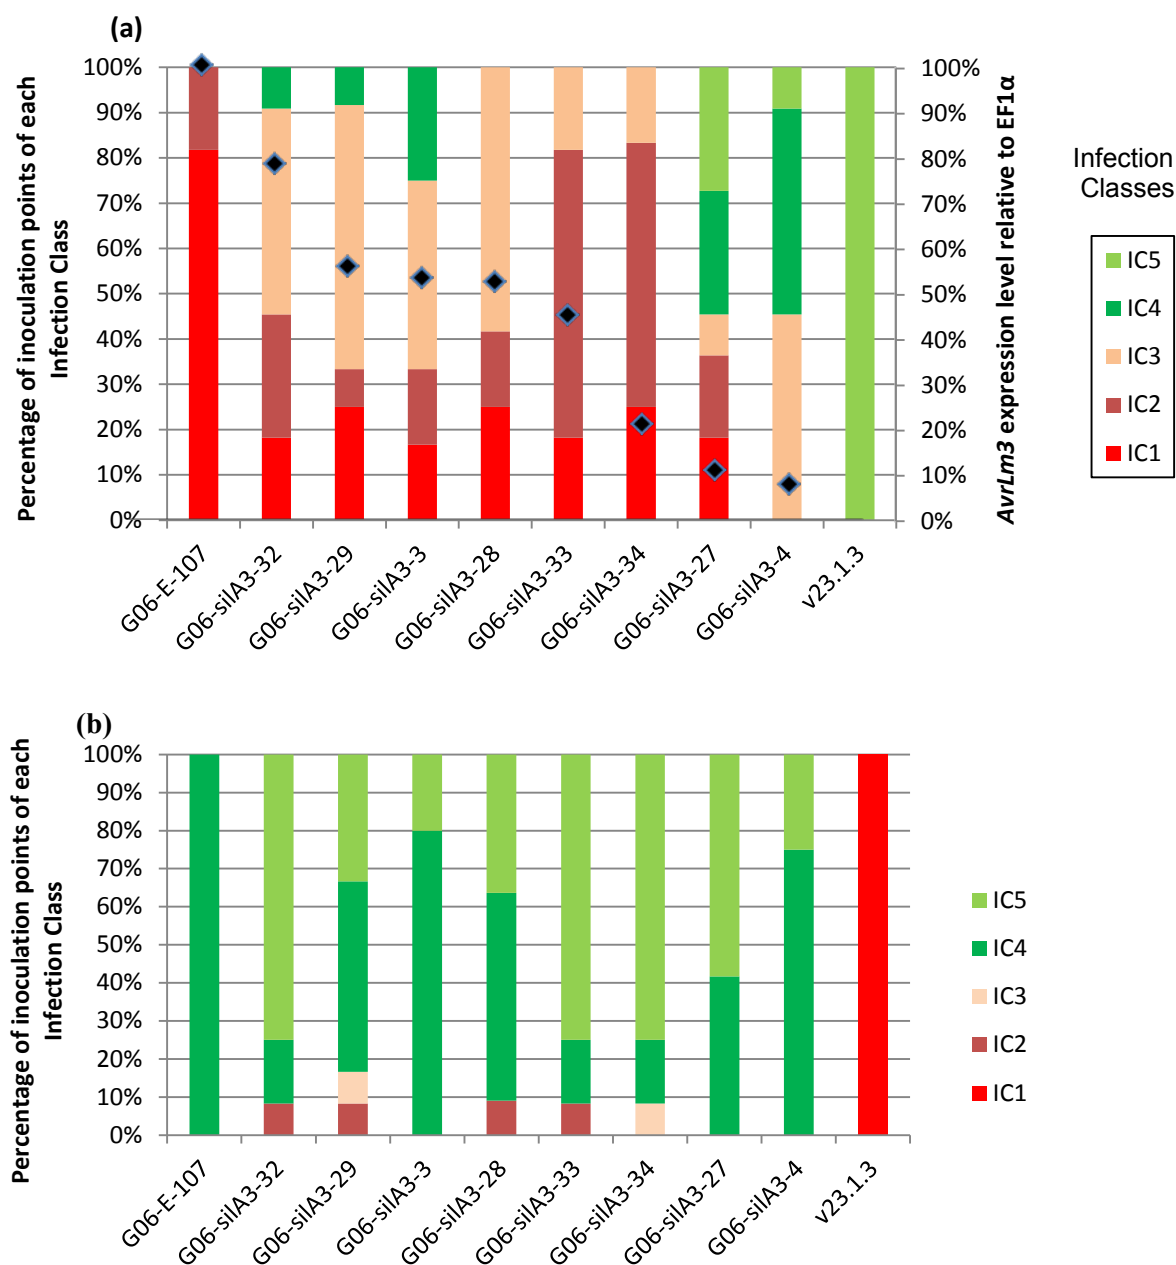 (a)
Percentage of inoculation points of each
Infection Class
100%
90%
80%
70%
60%
50%
40%
30%
20%
10%
0%
100%
90%
80%
70%
60%
50%
40%
30%
20%
10%
0%
AvrLm3 expression level relative to EF1α
G06-E-107
G06-silA3-32
G06-silA3-29
G06-silA3-3
G06-silA3-28
G06-silA3-33
G06-silA3-34
G06-silA3-27
G06-silA3-4
v23.1.3
Infection
Classes
IC5
IC4
IC3
IC2
IC1
(b)
Percentage of inoculation points of each
Infection Class
100%
90%
80%
70%
60%
50%
40%
30%
20%
10%
0%
G06-E-107
G06-silA3-32
G06-silA3-29
G06-silA3-3
G06-silA3-28
G06-silA3-33
G06-silA3-34
G06-silA3-27
G06-silA3-4
v23.1.3
IC5
IC4
IC3
IC2
IC1